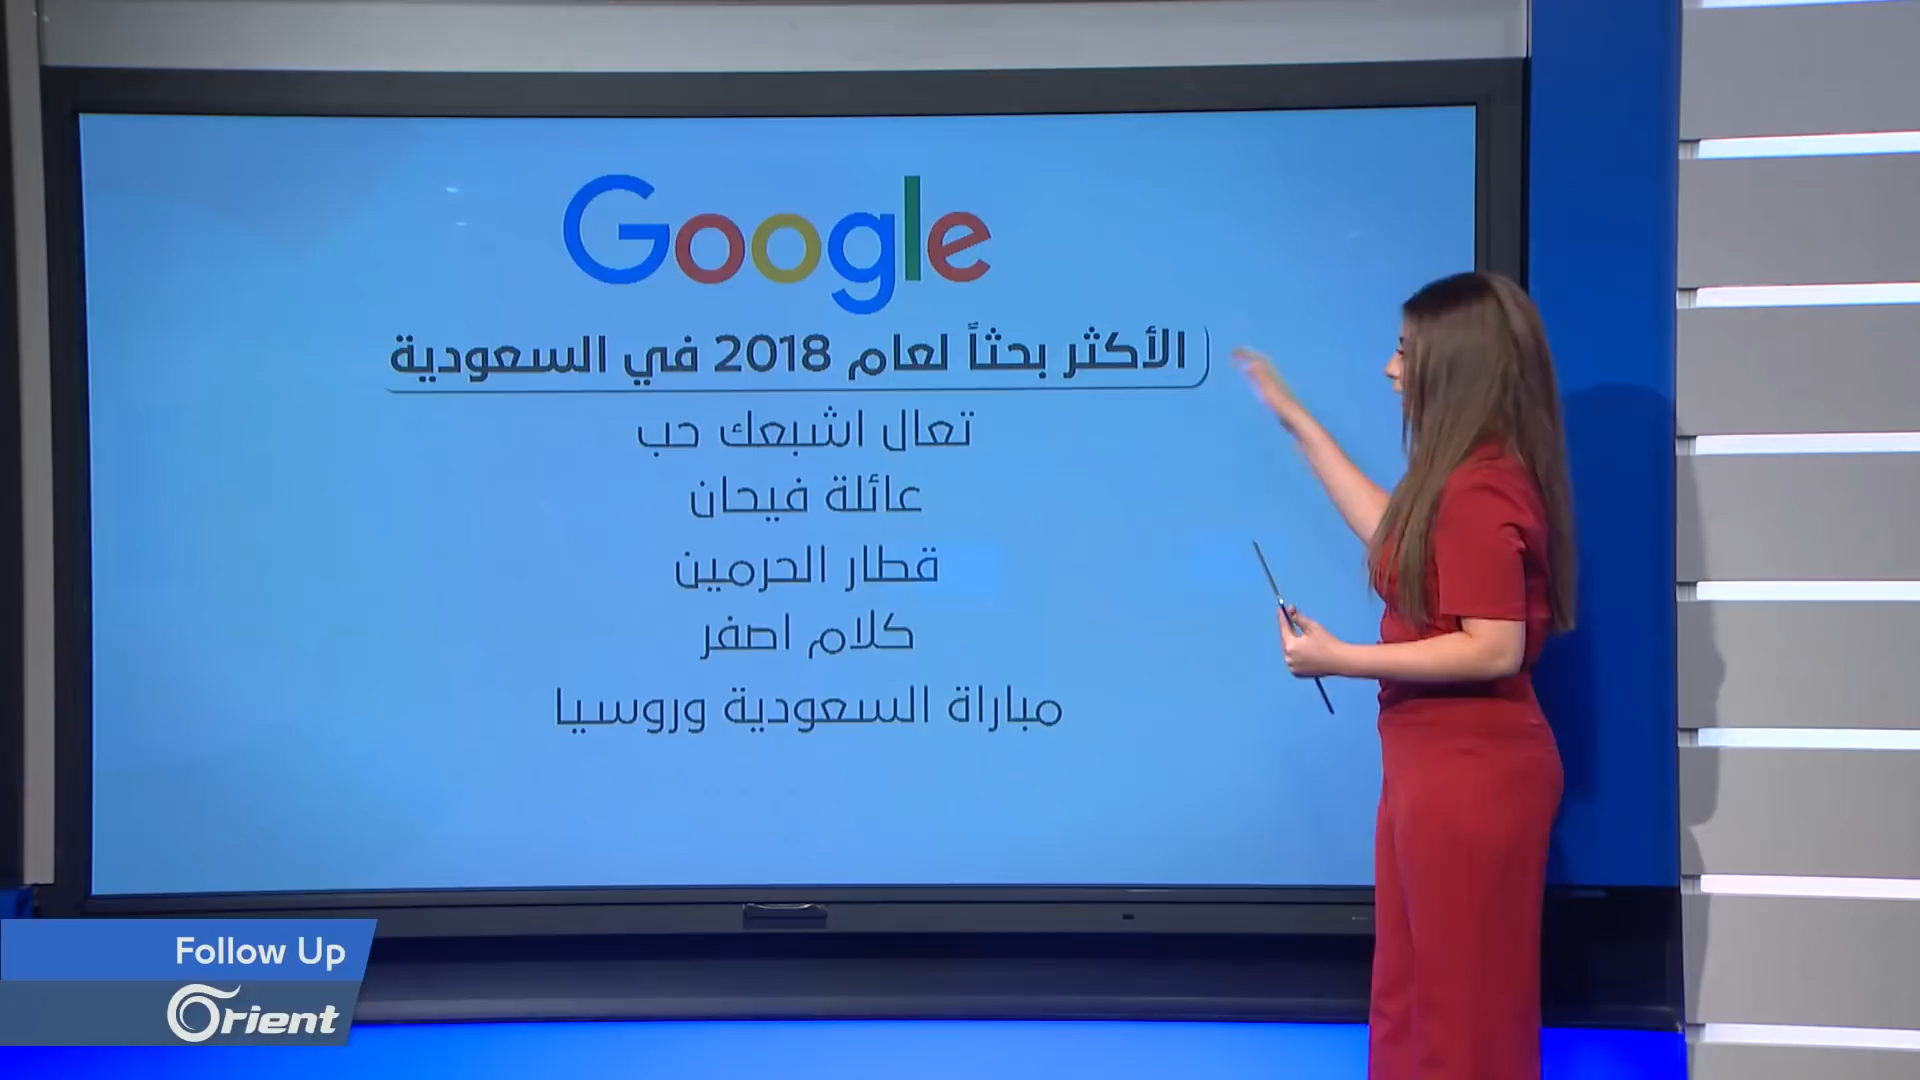 Google
الأكثر بحثاً لعام 2018 في السعودية
تعال اشبعك حب
عائلة فيحان
قطار الحرمين
كلام اصفر
مباراة السعودية وروسيا
Follow Up
Orient